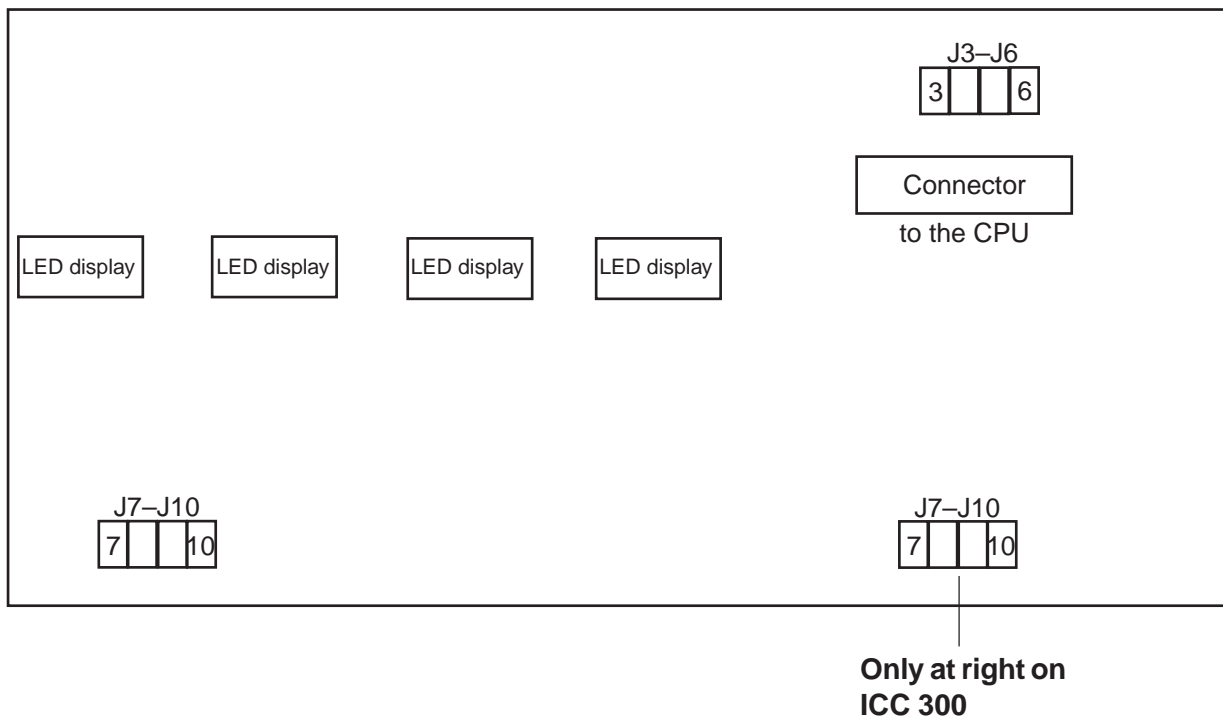 J3–J6
3 6
Connector
to the CPU
LED display LED display LED display LED display
J7–J10 J7–J10
7 10 7 10
Only at right on
ICC 300